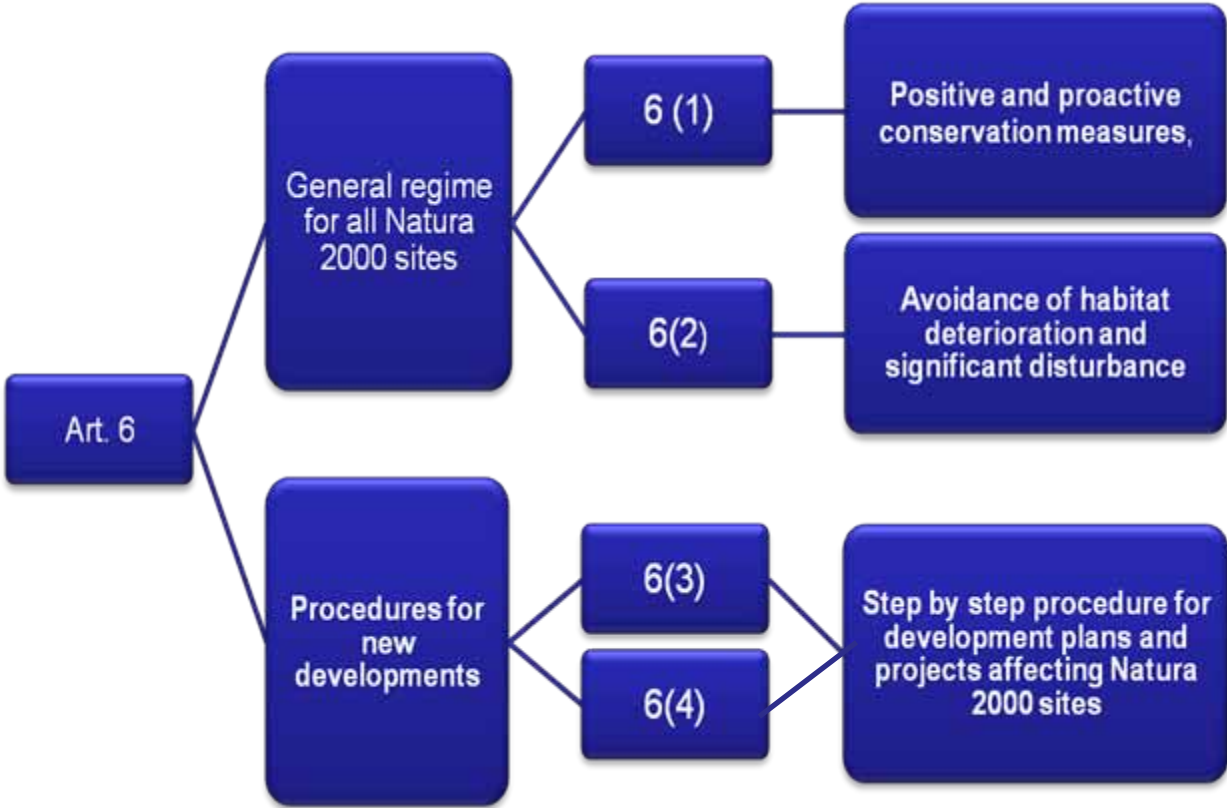 Art. 6
General regime
for all Natura
2000 sites
6 (1)
Positive and proactive
conservation measures,
6(2)
Avoidance of habitat
deterioration and
significant disturbance
Procedures for
new
developments
6(3)
6(4)
Step by step procedure for
development plans and
projects affecting Natura
2000 sites